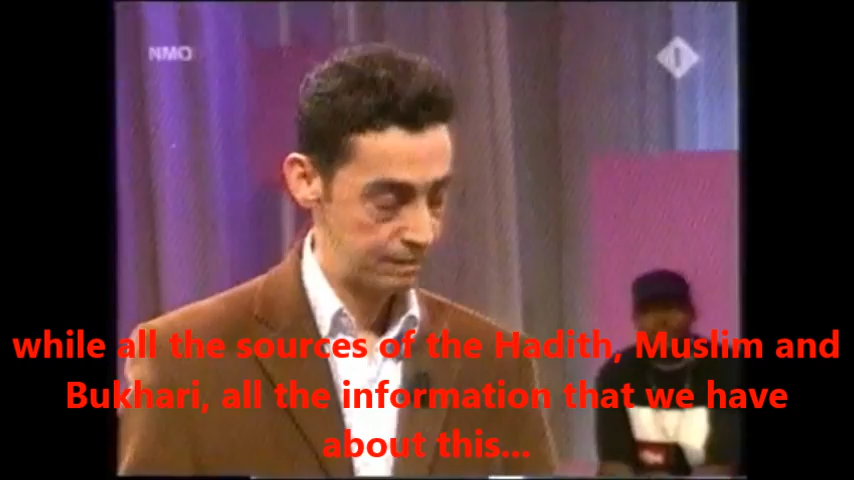 NMO
1
while all the sources of the Hadith, Muslim and
Bukhari, all the information that we have
about this...